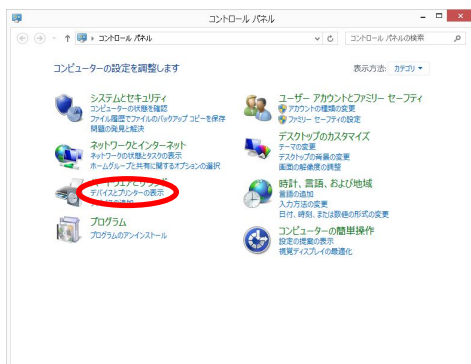 コントロール パネル
コントロール パネル
コントロール パネルの検索
コンピューターの設定を調整します
表示方法: カテゴリ
システムとセキュリティ
コンピューターの状態を確認
ファイル履歴でファイルのバックアップ コピーを保存
問題の発見と解決
ネットワークとインターネット
ネットワークの状態とタスクの表示
ホームグループと共有に関するオプションの選択
デバイスとプリンターの表示
プログラム
プログラムのアンインストール
ユーザー アカウントとファミリー セーフティ
アカウントの種類の変更
ファミリー セーフティの設定
デスクトップのカスタマイズ
テーマの変更
デスクトップの背景の変更
画面の解像度の調整
時計、言語、および地域
言語の追加
入力方法の変更
日付、時刻、または数値の形式の変更
コンピューターの簡単操作
設定の提案の表示
視覚ディスプレイの最適化